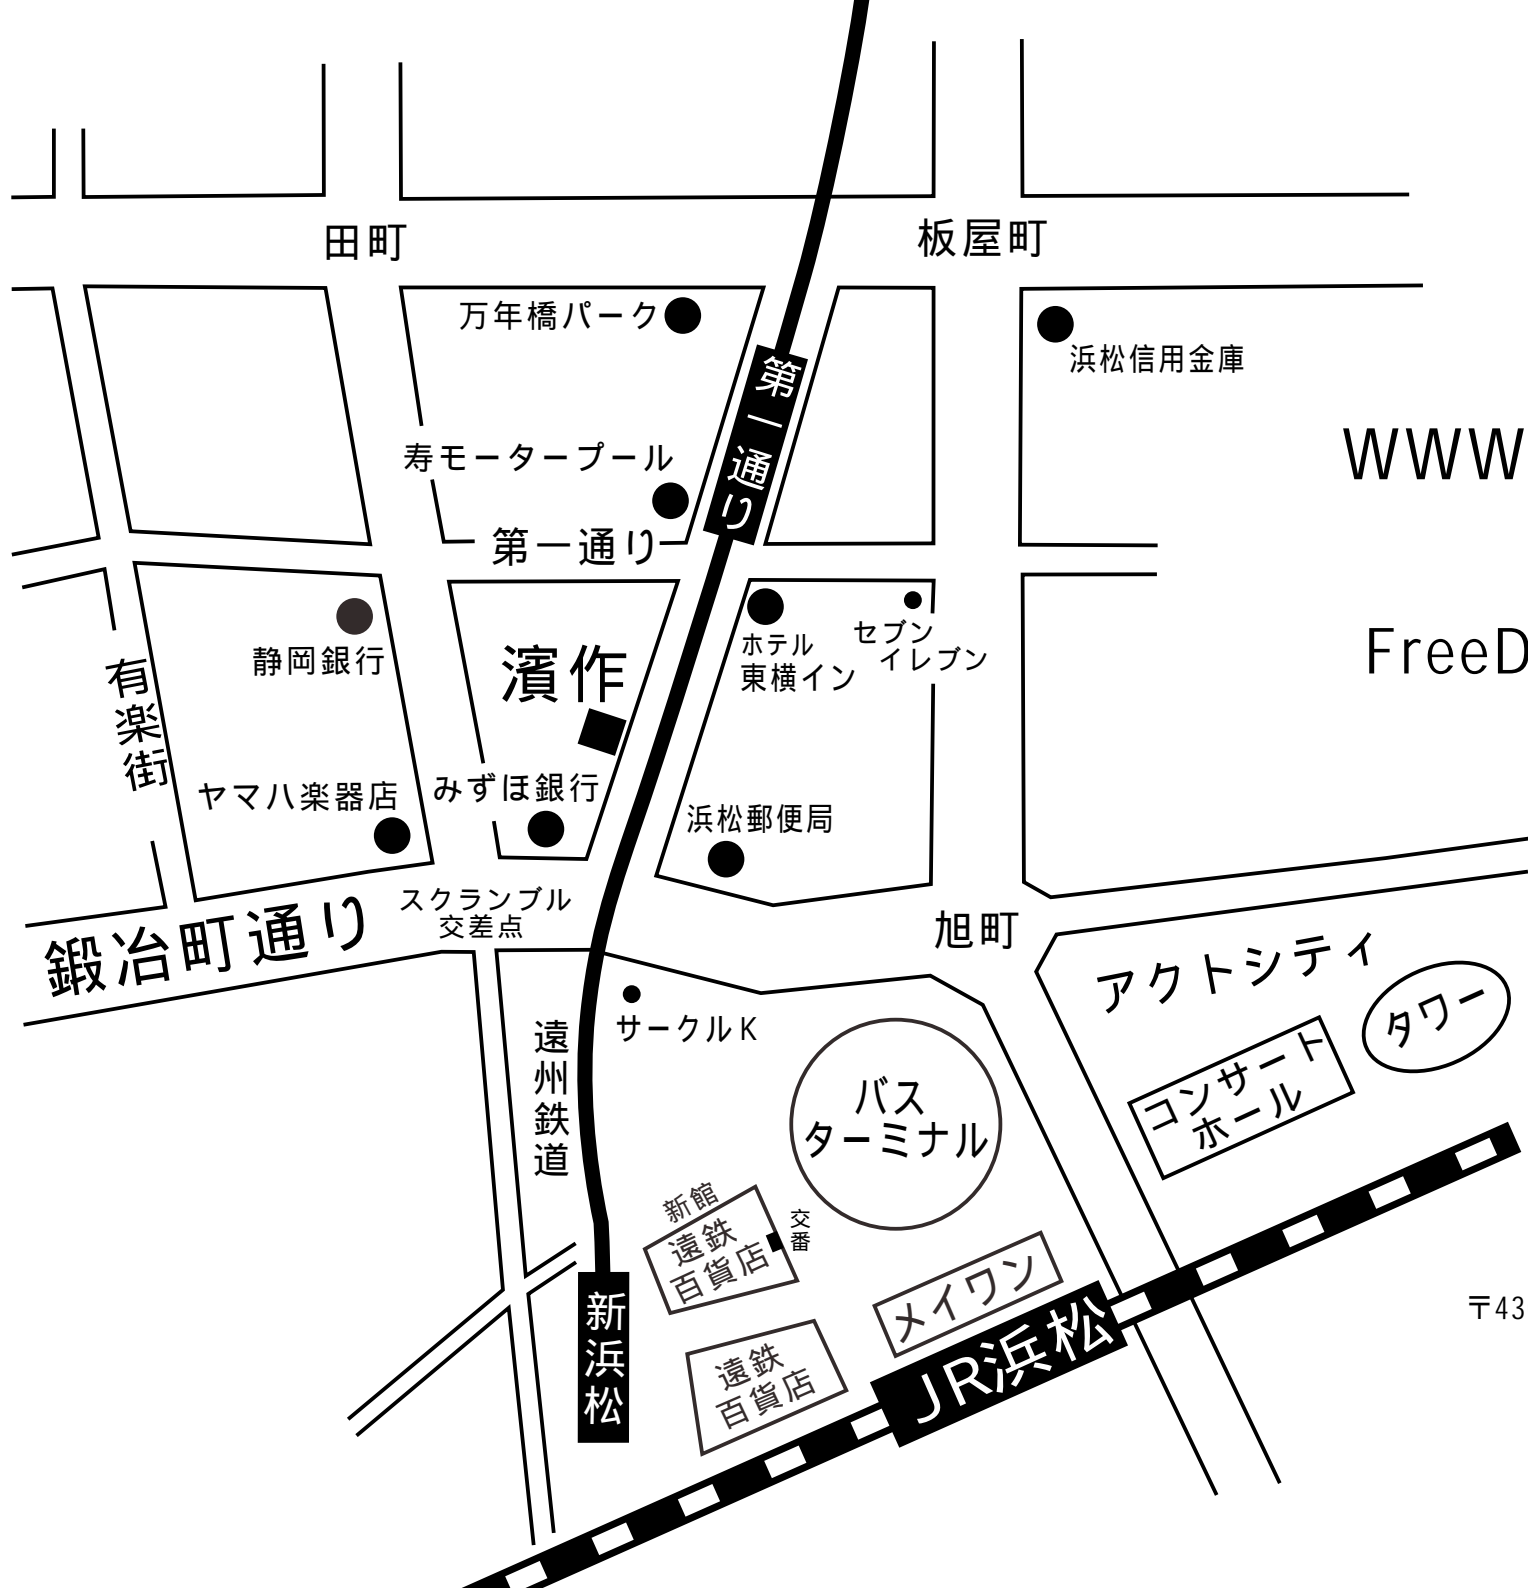 田町
板屋町
万年橋パーク
浜松信用金庫
第一通り
WWW
寿モータープール
第一通り
FreeD
静岡銀行
有楽街
濱作
ホテル
東横イン
セブン
イレブン
ヤマハ楽器店
みずほ銀行
浜松郵便局
スクランブル
交差点
鍛冶町通り
旭町
アクトシティ
タワー
サークルK
遠州鉄道
コンサート
ホール
バス
ターミナル
新館
遠鉄
百貨店
交番
メイワン
新浜松
JR浜松
遠鉄
百貨店
〒43